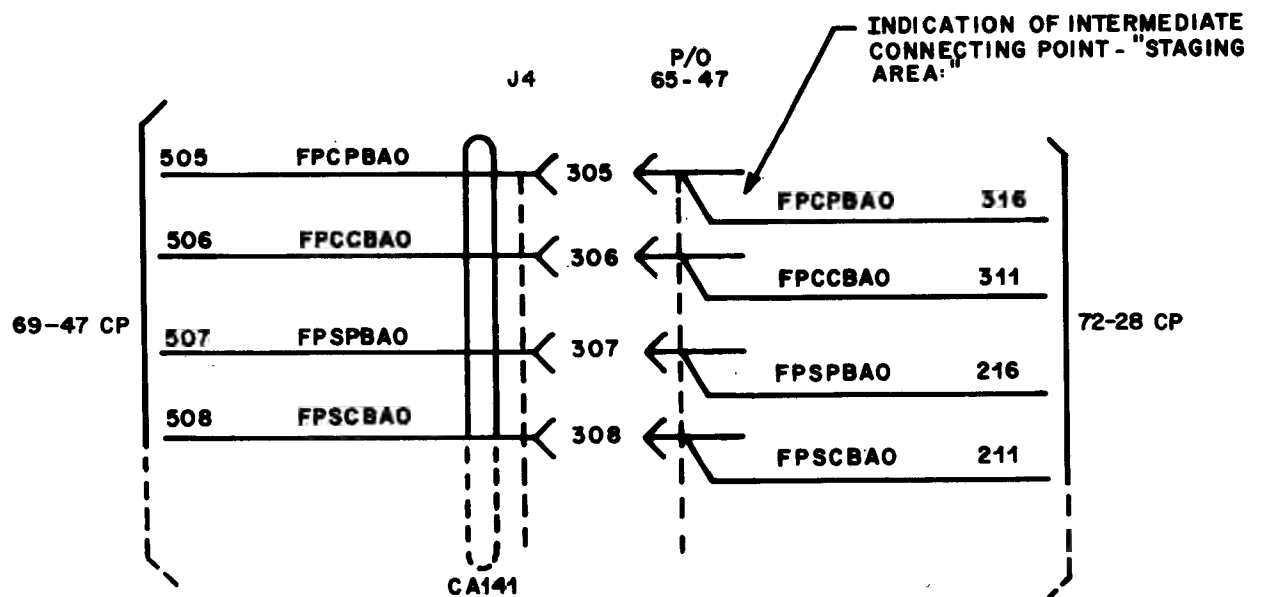 INDICATION OF INTERMEDIATE
CONNECTING POINT - "STAGING
AREA:"
P/O
J4 65-47
505 FPCPBAO 305
FPCPBAO 316
506 FPCCBAO 306
FPCCBAO 311
69-47 CP 72-28 CP
507 FPSPBAO 307
FPSPBAO 216
508 FPSCBAO 308
FPSCBAO 211
CA141